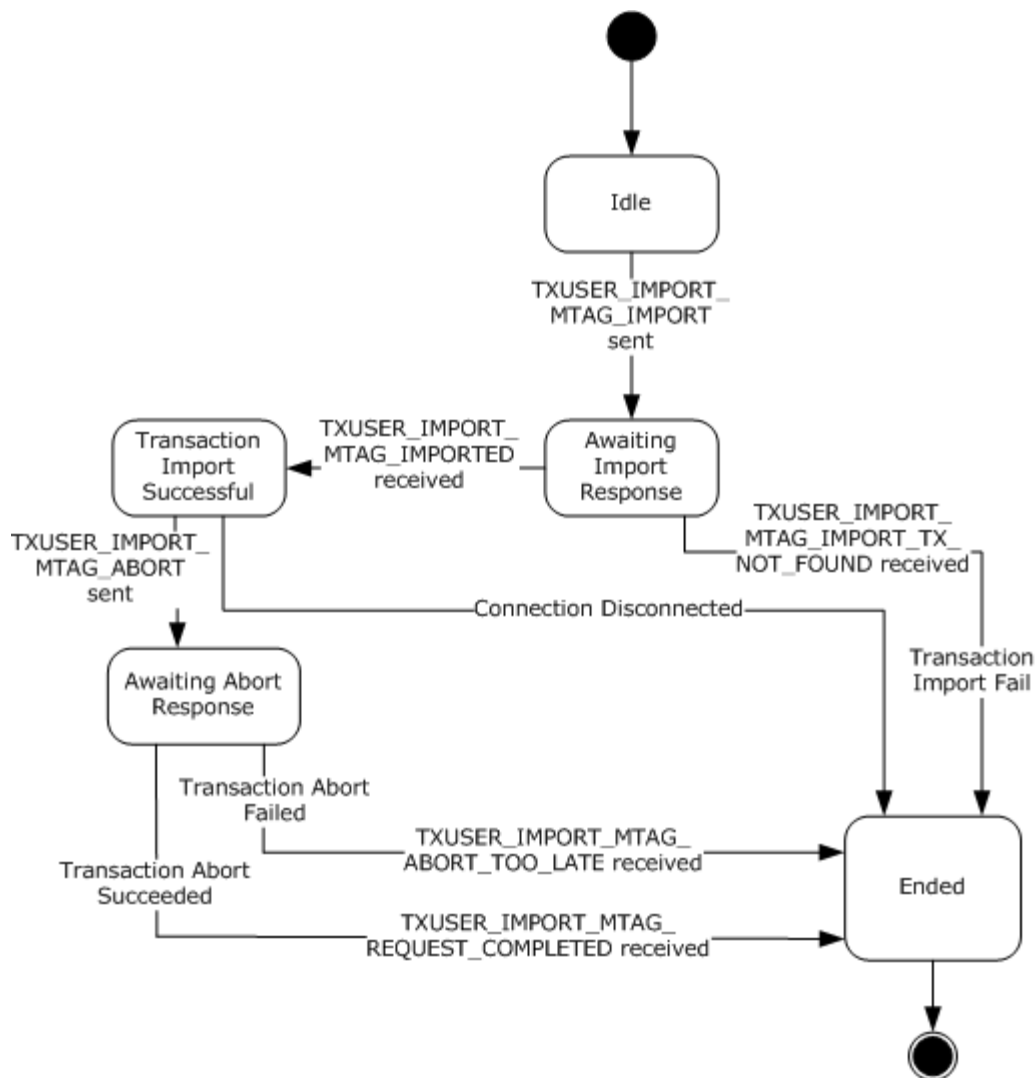 Idle
TXUSER_IMPORT_
MTAG_IMPORT
sent
Transaction
Import
Successful
TXUSER_IMPORT_
MTAG_IMPORTED
received
Awaiting
Import
Response
TXUSER_IMPORT_
MTAG_IMPORT_TX_
NOT_FOUND received
TXUSER_IMPORT_
MTAG_ABORT
sent
Connection Disconnected
Transaction
Import Fail
Awaiting Abort
Response
Transaction Abort
Failed
TXUSER_IMPORT_MTAG_
ABORT_TOO_LATE received
Transaction Abort
Succeeded
Ended
TXUSER_IMPORT_MTAG_
REQUEST_COMPLETED received